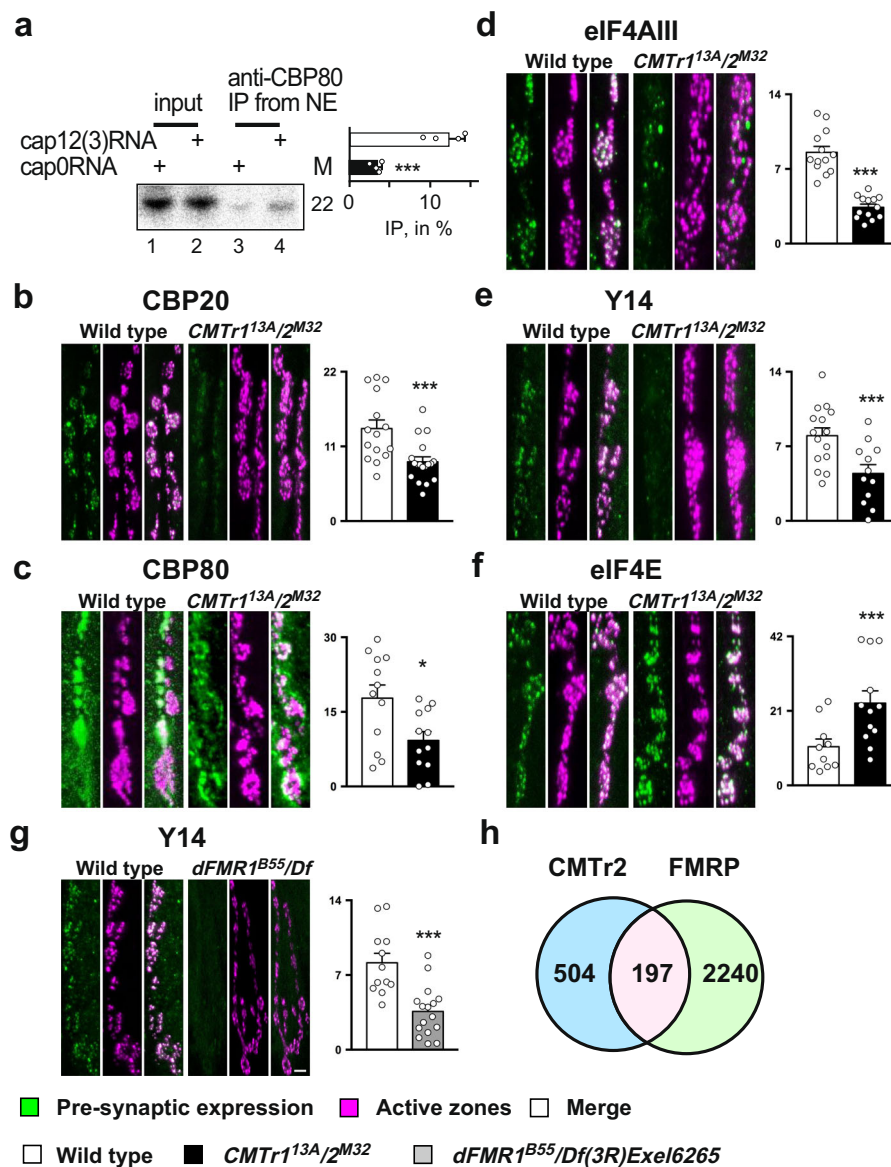 a
input
anti-CBP80
IP from NE
cap12(3)RNA + +
cap0RNA + + M
22
1 2 3 4
***
0 10
IP, in %
b
CBP20
Wild type CMTr1^13A/2^M32
22
11
0
***
c
CBP80
Wild type CMTr1^13A/2^M32
30
15
0
*
d
eIF4AIII
Wild type CMTr1^13A/2^M32
14
7
0
***
e
Y14
Wild type CMTr1^13A/2^M32
14
7
0
***
f
eIF4E
Wild type CMTr1^13A/2^M32
42
21
0
***
g
Y14
Wild type dFMR1^B55/Df
14
7
0
***
h
CMTr2 FMRP
504 197 2240
Pre-synaptic expression Active zones Merge
Wild type CMTr1^13A/2^M32 dFMR1^B55/Df(3R)Exel6265